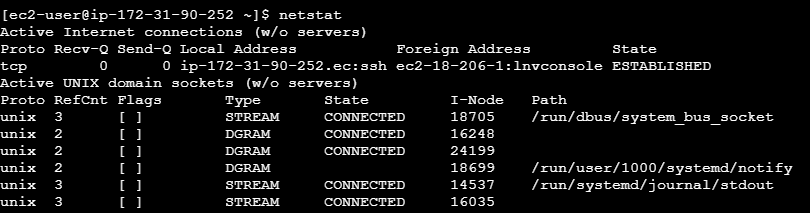 [ec2-user@ip-172-31-90-252 ~]$ netstat
Active Internet connections (w/o servers)
Proto Recv-Q Send-Q Local Address           Foreign Address         State
tcp        0      0 ip-172-31-90-252.ec:ssh ec2-18-206-1:lnvconsole ESTABLISHED
Active UNIX domain sockets (w/o servers)
Proto RefCnt Flags       Type       State         I-Node   Path
unix  3      [ ]         STREAM     CONNECTED     18705    /run/dbus/system_bus_socket
unix  2      [ ]         DGRAM      CONNECTED     16248
unix  2      [ ]         DGRAM      CONNECTED     24199
unix  2      [ ]         DGRAM                    18699    /run/user/1000/systemd/notify
unix  3      [ ]         STREAM     CONNECTED     14537    /run/systemd/journal/stdout
unix  3      [ ]         STREAM     CONNECTED     16035